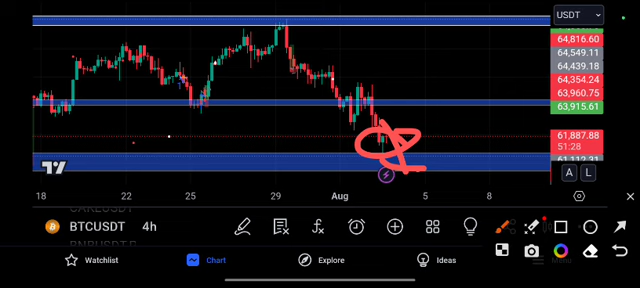 USDT
64,816.60
64,549.11
64,439.18
64,354.24
63,960.75
63,915.61
61,887.88
51:28
61,112.31
A L
18 22 25 29 Aug 5 8
BTCUSDT 4h
Watchlist Chart Explore Ideas Menu